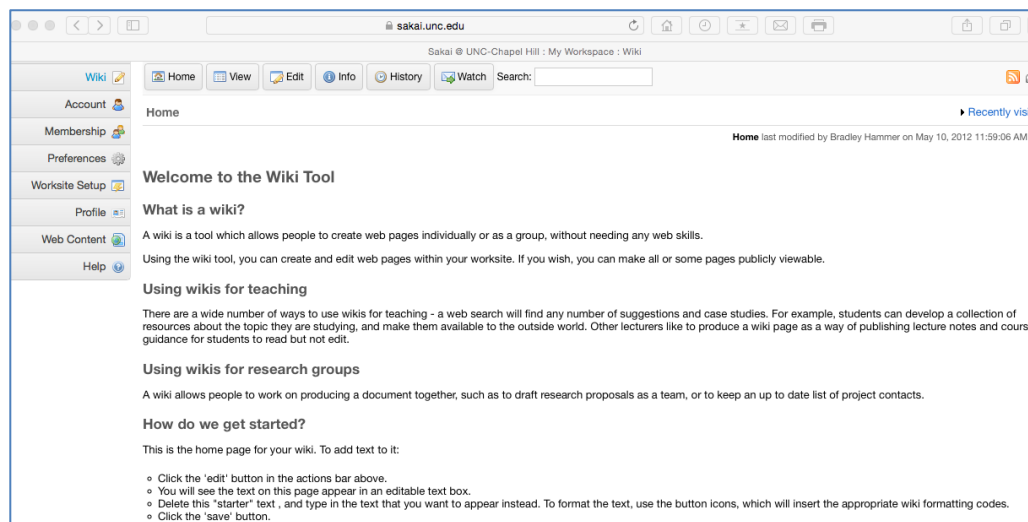 sakai.unc.edu
Sakai @ UNC-Chapel Hill : My Workspace : Wiki
Wiki
Account
Membership
Preferences
Worksite Setup
Profile
Web Content
Help
Home View Edit Info History Watch Search:
Home
Recently vis
Home last modified by Bradley Hammer on May 10, 2012 11:59:06 AM
Welcome to the Wiki Tool
What is a wiki?
A wiki is a tool which allows people to create web pages individually or as a group, without needing any web skills.
Using the wiki tool, you can create and edit web pages within your worksite. If you wish, you can make all or some pages publicly viewable.
Using wikis for teaching
There are a wide number of ways to use wikis for teaching - a web search will find any number of suggestions and case studies. For example, students can develop a collection of
resources about the topic they are studying, and make them available to the outside world. Other lecturers like to produce a wiki page as a way of publishing lecture notes and cours
guidance for students to read but not edit.
Using wikis for research groups
A wiki allows people to work on producing a document together, such as to draft research proposals as a team, or to keep an up to date list of project contacts.
How do we get started?
This is the home page for your wiki. To add text to it:
Click the 'edit' button in the actions bar above.
You will see the text on this page appear in an editable text box.
Delete this "starter" text , and type in the text that you want to appear instead. To format the text, use the button icons, which will insert the appropriate wiki formatting codes.
Click the 'save' button.